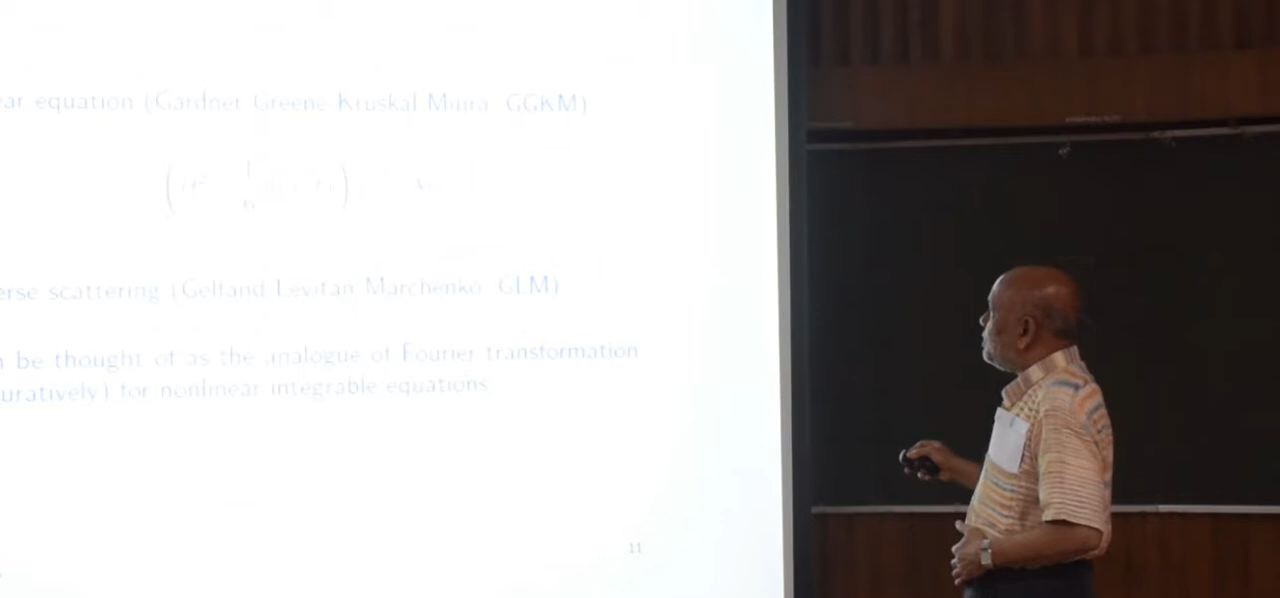 ar equation (Gardner Greene Kruskal Miura GGKM)
erse scattering (Gelfand Levitan Marchenko GLM)
n be thought of as the analogue of Fourier transformation
uratively) for nonlinear integrable equations
11